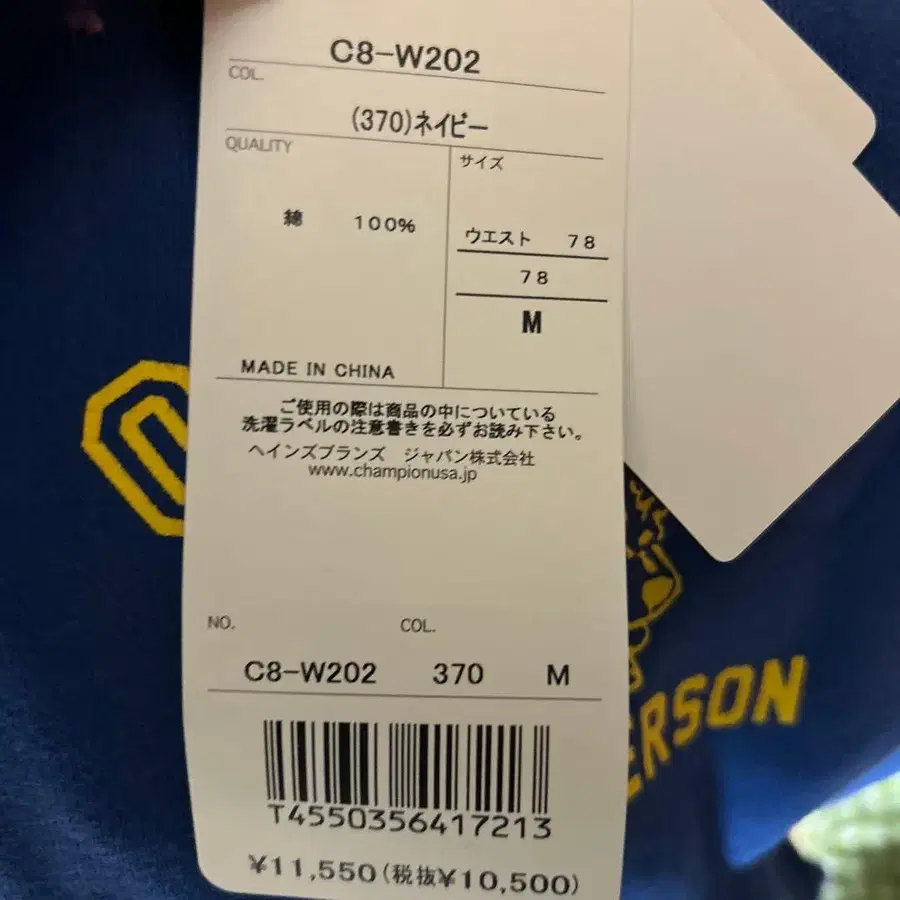 C8-W202
COL.
(370)ネイビー
QUALITY
サイズ
綿 100%
ウエスト 78
78
M
MADE IN CHINA
ご使用の際は商品の中についている
洗濯ラベルの注意書きを必ずお読み下さい。
ヘインズブランズ ジャパン株式会社
www.championusa.jp
NO. COL.
C8-W202 370 M
T4550356417213
¥11,550(税抜¥10,500)
ERSON